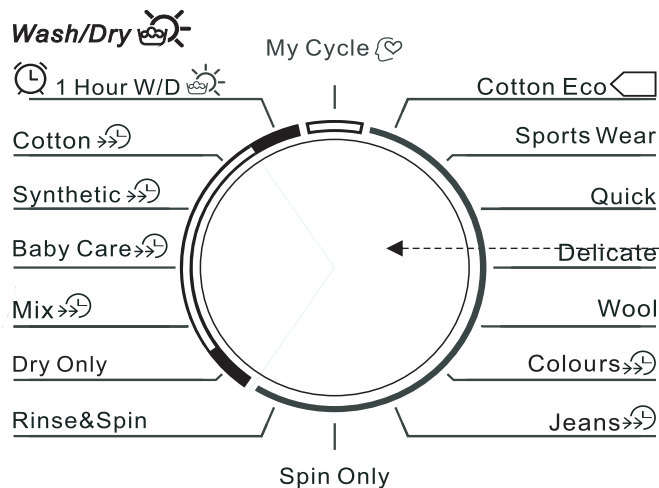 Wash/Dry
My Cycle
1 Hour W/D
Cotton
Synthetic
Baby Care
Mix
Dry Only
Rinse&Spin
Spin Only
Cotton Eco
Sports Wear
Quick
Delicate
Wool
Colours
Jeans